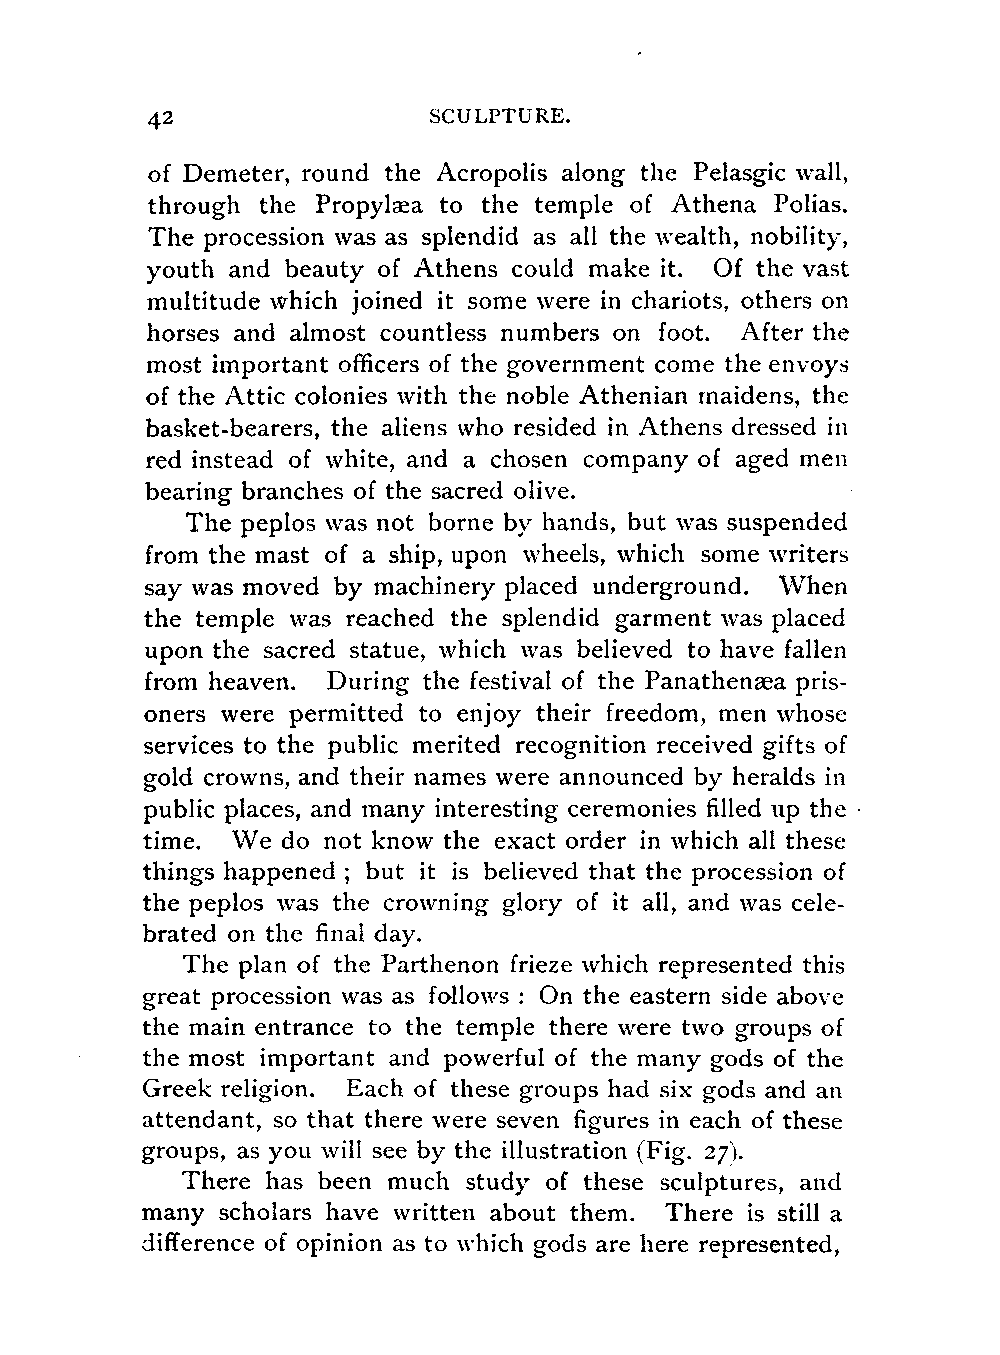 42 SCULPTURE.
of Demeter, round the Acropolis along the Pelasgic wall,
through the Propylæa to the temple of Athena Polias.
The procession was as splendid as all the wealth, nobility,
youth and beauty of Athens could make it. Of the vast
multitude which joined it some were in chariots, others on
horses and almost countless numbers on foot. After the
most important officers of the government come the envoys
of the Attic colonies with the noble Athenian maidens, the
basket-bearers, the aliens who resided in Athens dressed in
red instead of white, and a chosen company of aged men
bearing branches of the sacred olive.
The peplos was not borne by hands, but was suspended
from the mast of a ship, upon wheels, which some writers
say was moved by machinery placed underground. When
the temple was reached the splendid garment was placed
upon the sacred statue, which was believed to have fallen
from heaven. During the festival of the Panathenæa pris-
oners were permitted to enjoy their freedom, men whose
services to the public merited recognition received gifts of
gold crowns, and their names were announced by heralds in
public places, and many interesting ceremonies filled up the
time. We do not know the exact order in which all these
things happened ; but it is believed that the procession of
the peplos was the crowning glory of it all, and was cele-
brated on the final day.
The plan of the Parthenon frieze which represented this
great procession was as follows : On the eastern side above
the main entrance to the temple there were two groups of
the most important and powerful of the many gods of the
Greek religion. Each of these groups had six gods and an
attendant, so that there were seven figures in each of these
groups, as you will see by the illustration (Fig. 27).
There has been much study of these sculptures, and
many scholars have written about them. There is still a
difference of opinion as to which gods are here represented,